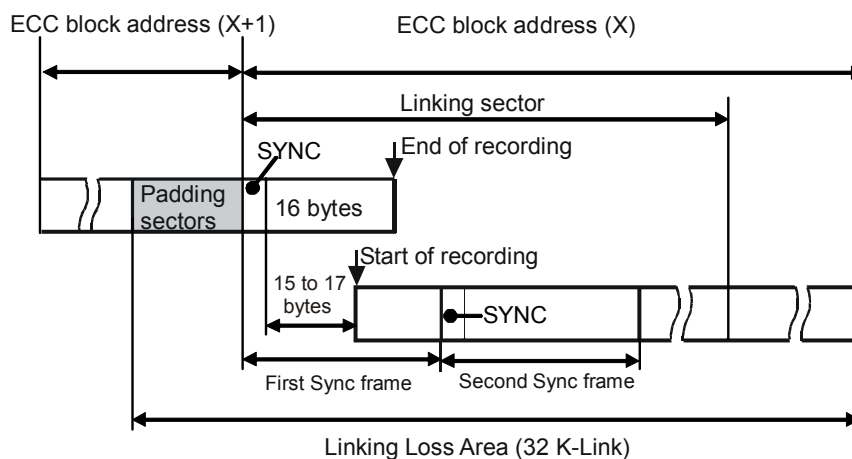 ECC block address (X+1)
ECC block address (X)
Linking sector
SYNC
End of recording
Padding
sectors
16 bytes
Start of recording
15 to 17
bytes
SYNC
First Sync frame
Second Sync frame
Linking Loss Area (32 K-Link)